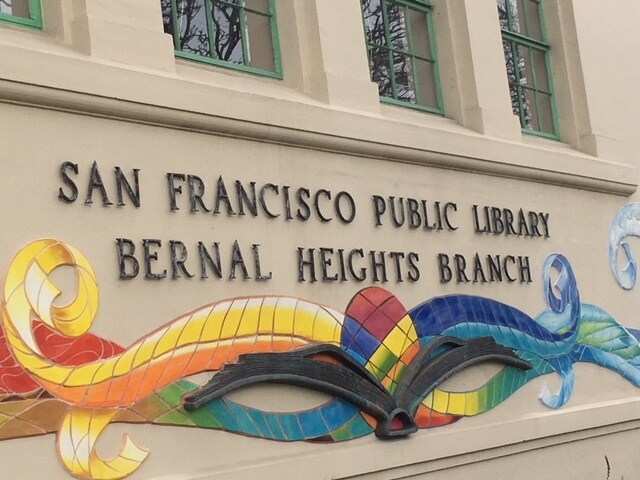 SAN FRANCISCO PUBLIC LIBRARY
BERNAL HEIGHTS BRANCH